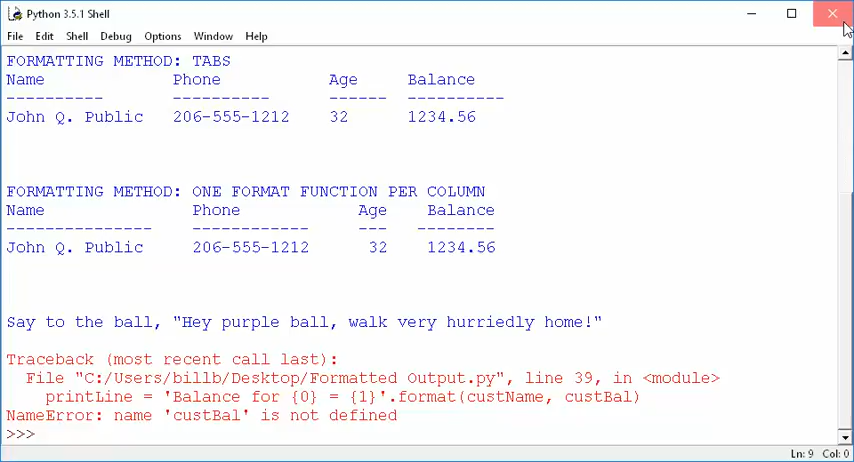 Python 3.5.1 Shell
File Edit Shell Debug Options Window Help
FORMATTING METHOD: TABS
Name Phone Age Balance
---------- ---------- ------ ----------
John Q. Public 206-555-1212 32 1234.56
FORMATTING METHOD: ONE FORMAT FUNCTION PER COLUMN
Name Phone Age Balance
--------------- ------------ --- --------
John Q. Public 206-555-1212 32 1234.56
Say to the ball, "Hey purple ball, walk very hurriedly home!"
Traceback (most recent call last):
File "C:/Users/billb/Desktop/Formatted Output.py", line 39, in <module>
printLine = 'Balance for {0} = {1}'.format(custName, custBal)
NameError: name 'custBal' is not defined
>>>
Ln: 9 Col: 0